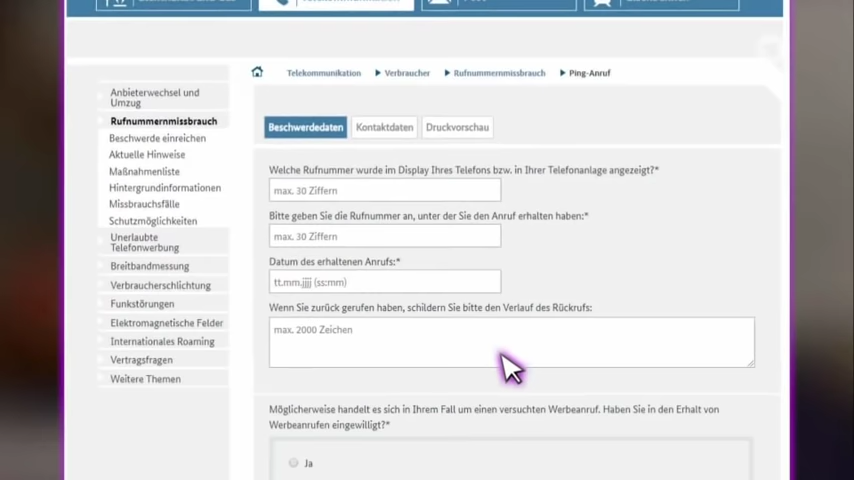 Telekommunikation
Verbraucher
Rufnummernmissbrauch
Ping-Anruf
Anbieterwechsel und
Umzug
Rufnummernmissbrauch
Beschwerde einreichen
Aktuelle Hinweise
Maßnahmenliste
Hintergrundinformationen
Missbrauchsfälle
Schutzmöglichkeiten
Unerlaubte
Telefonwerbung
Breitbandmessung
Verbraucherschlichtung
Funkstörungen
Elektromagnetische Felder
Internationales Roaming
Vertragsfragen
Weitere Themen
Beschwerdedaten
Kontaktdaten
Druckvorschau
Welche Rufnummer wurde im Display Ihres Telefons bzw. in Ihrer Telefonanlage angezeigt?*
max. 30 Ziffern
Bitte geben Sie die Rufnummer an, unter der Sie den Anruf erhalten haben:*
max. 30 Ziffern
Datum des erhaltenen Anrufs:*
tt.mm.jjjj (ss:mm)
Wenn Sie zurück gerufen haben, schildern Sie bitte den Verlauf des Rückrufs:
max. 2000 Zeichen
Möglicherweise handelt es sich in Ihrem Fall um einen versuchten Werbeanruf. Haben Sie in den Erhalt von
Werbeanrufen eingewilligt?*
Ja